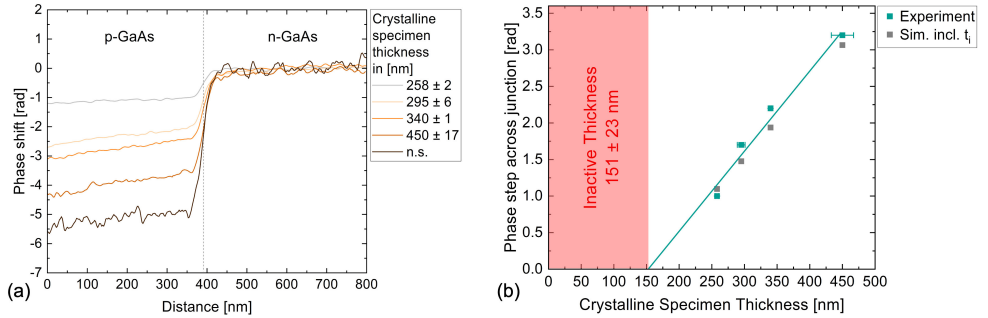 p-GaAs
n-GaAs
Crystalline
specimen
thickness
in [nm]
258 ± 2
295 ± 6
340 ± 1
450 ± 17
n.s.
Phase shift [rad]
1
0
-1
-2
-3
-4
-5
-6
-7
0 100 200 300 400 500 600 700 800
Distance [nm]
(a)
Phase step across junction [rad]
3.5
3.0
2.5
2.0
1.5
1.0
0.5
0.0
Inactive Thickness
151 ± 23 nm
Experiment
Sim. incl. ti
0 50 100 150 200 250 300 350 400 450 500
Crystalline Specimen Thickness [nm]
(b)